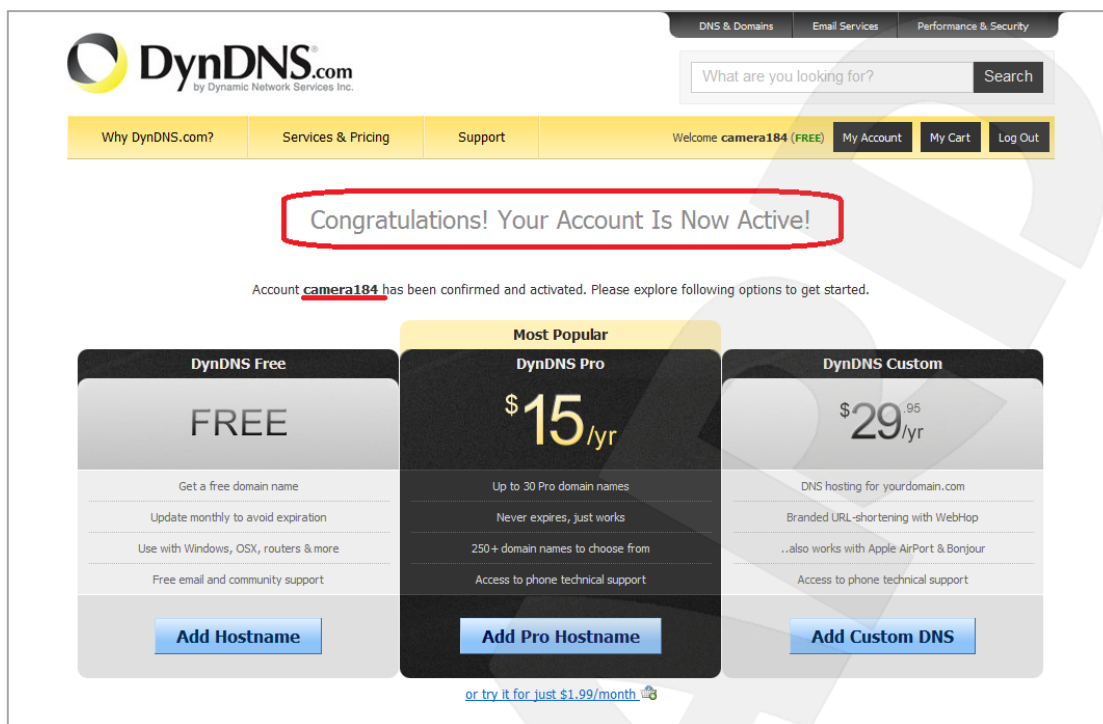 DNS & Domains Email Services Performance & Security
DynDNS.com
by Dynamic Network Services Inc.
What are you looking for? Search
Why DynDNS.com? Services & Pricing Support Welcome camera184 (FREE) My Account My Cart Log Out
Congratulations! Your Account Is Now Active!
Account camera184 has been confirmed and activated. Please explore following options to get started.
Most Popular
DynDNS Free
FREE
Get a free domain name
Update monthly to avoid expiration
Use with Windows, OSX, routers & more
Free email and community support
Add Hostname
DynDNS Pro
$15/yr
Up to 30 Pro domain names
Never expires, just works
250+ domain names to choose from
Access to phone technical support
Add Pro Hostname
or try it for just $1.99/month
DynDNS Custom
$29.95/yr
DNS hosting for yourdomain.com
Branded URL-shortening with WebHop
..also works with Apple AirPort & Bonjour
Access to phone technical support
Add Custom DNS